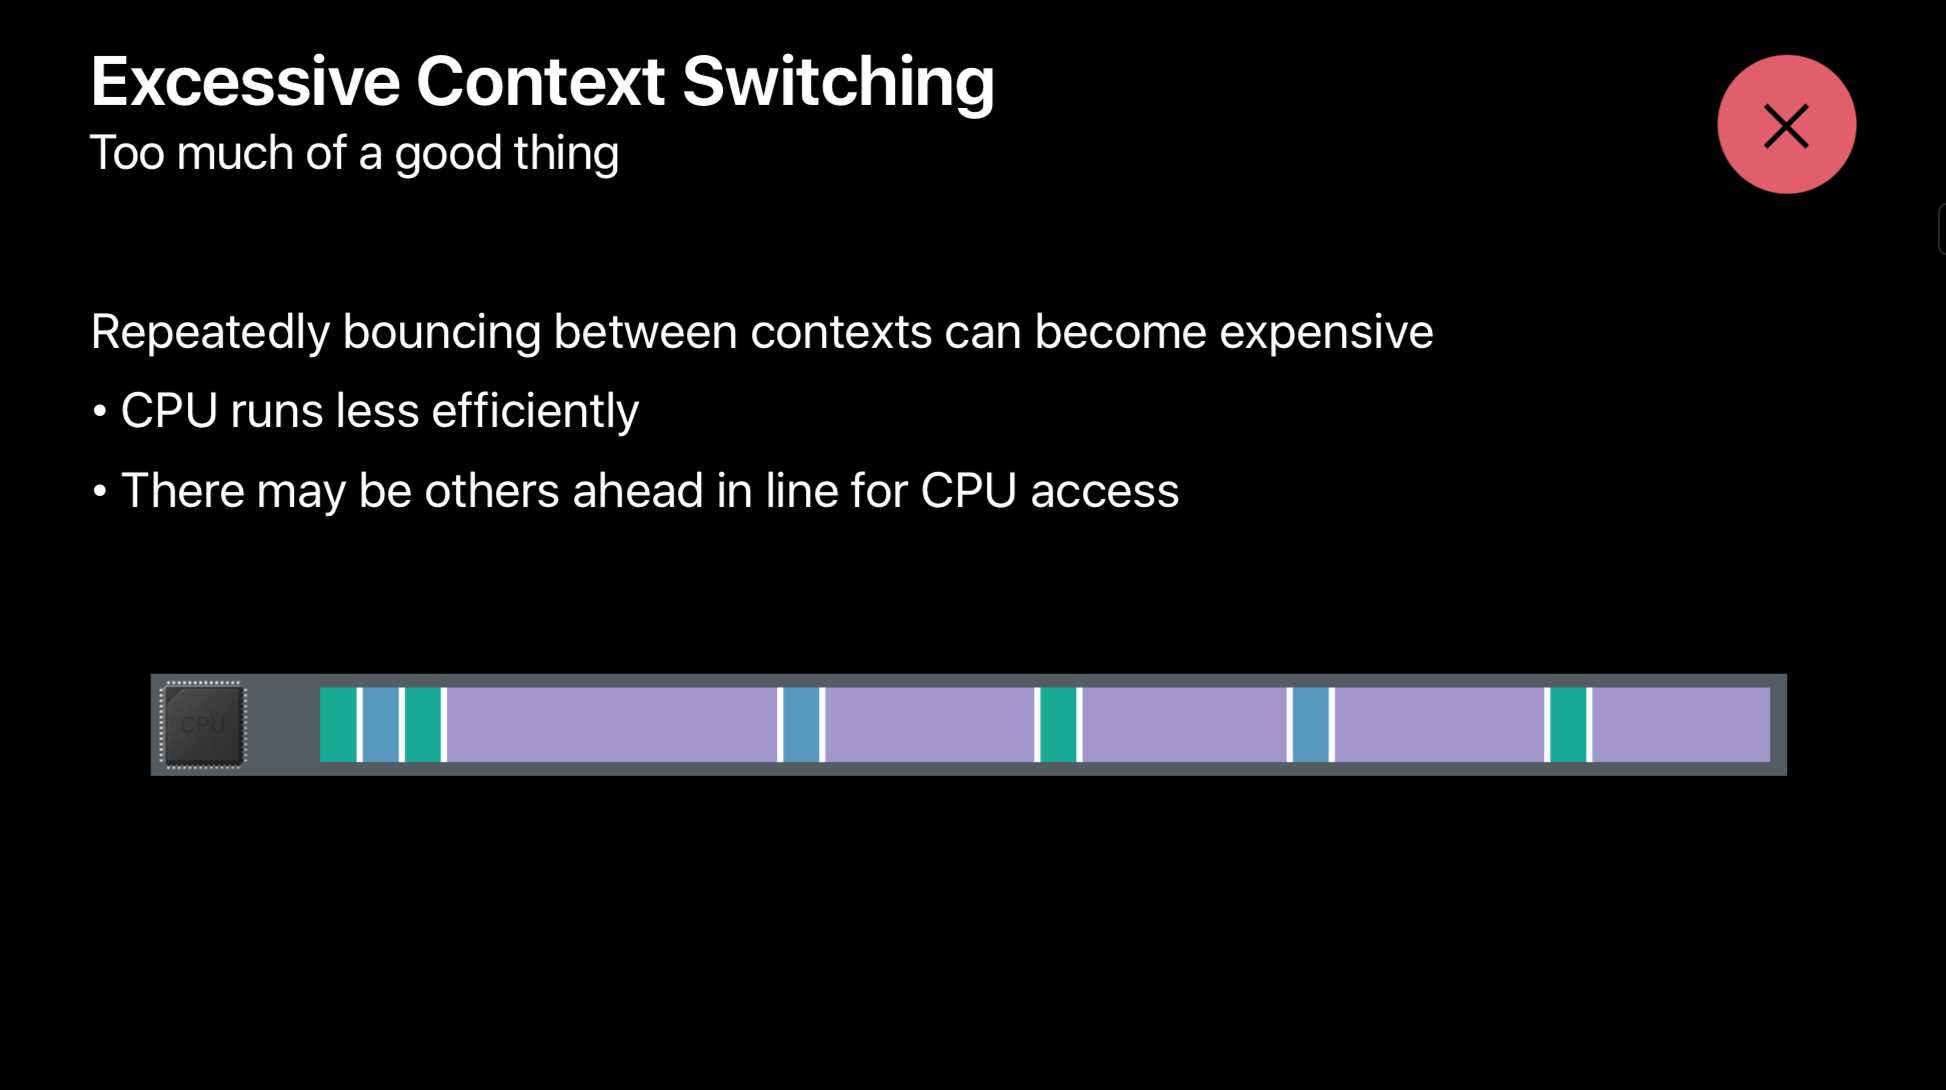 Excessive Context Switching
Too much of a good thing
Repeatedly bouncing between contexts can become expensive
• CPU runs less efficiently
• There may be others ahead in line for CPU access
CPU